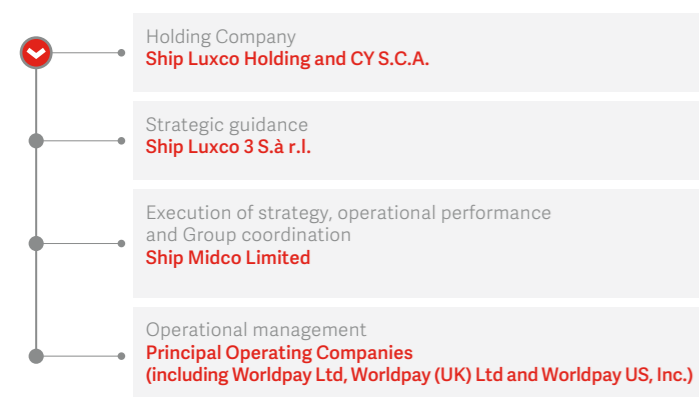 Holding Company
Ship Luxco Holding and CY S.C.A.
Strategic guidance
Ship Luxco 3 S.à r.l.
Execution of strategy, operational performance
and Group coordination
Ship Midco Limited
Operational management
Principal Operating Companies
(including Worldpay Ltd, Worldpay (UK) Ltd and Worldpay US, Inc.)